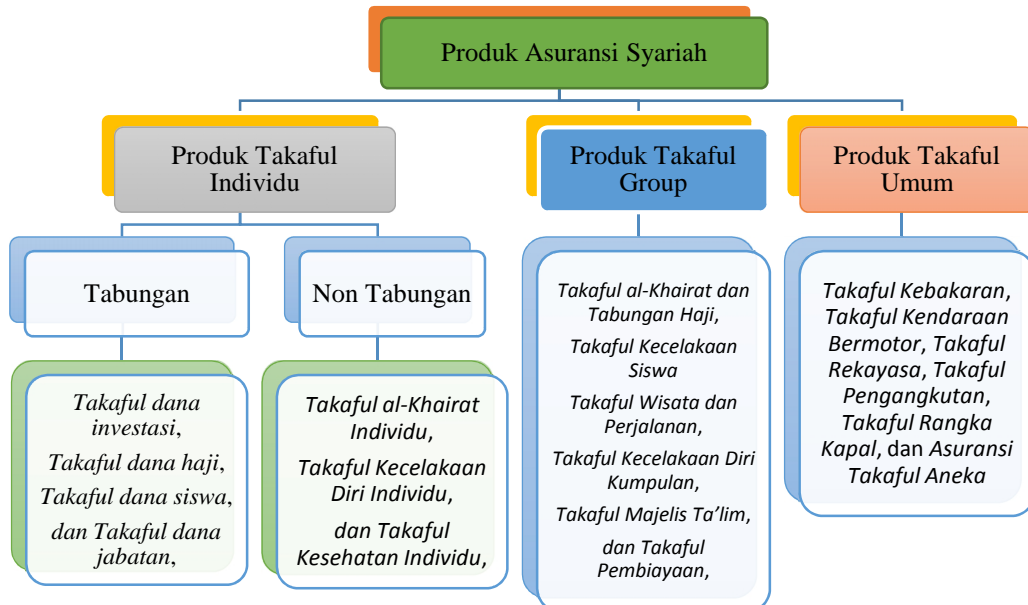 Produk Asuransi Syariah
Produk Takaful
Individu
Produk Takaful
Group
Produk Takaful
Umum
Tabungan
Non Tabungan
Takaful dana
investasi,
Takaful dana haji,
Takaful dana siswa,
dan Takaful dana
jabatan,
Takaful al-Khairat
Individu,
Takaful Kecelakaan
Diri Individu,
dan Takaful
Kesehatan Individu,
Takaful al-Khairat dan
Tabungan Haji,
Takaful Kecelakaan
Siswa
Takaful Wisata dan
Perjalanan,
Takaful Kecelakaan Diri
Kumpulan,
Takaful Majelis Ta’lim,
dan Takaful
Pembiayaan,
Takaful Kebakaran,
Takaful Kendaraan
Bermotor, Takaful
Rekayasa, Takaful
Pengangkutan,
Takaful Rangka
Kapal, dan Asuransi
Takaful Aneka